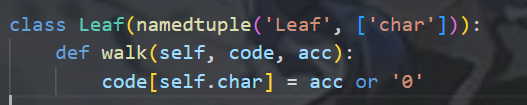 class Leaf(namedtuple('Leaf', ['char'])):
    def walk(self, code, acc):
        code[self.char] = acc or '0'